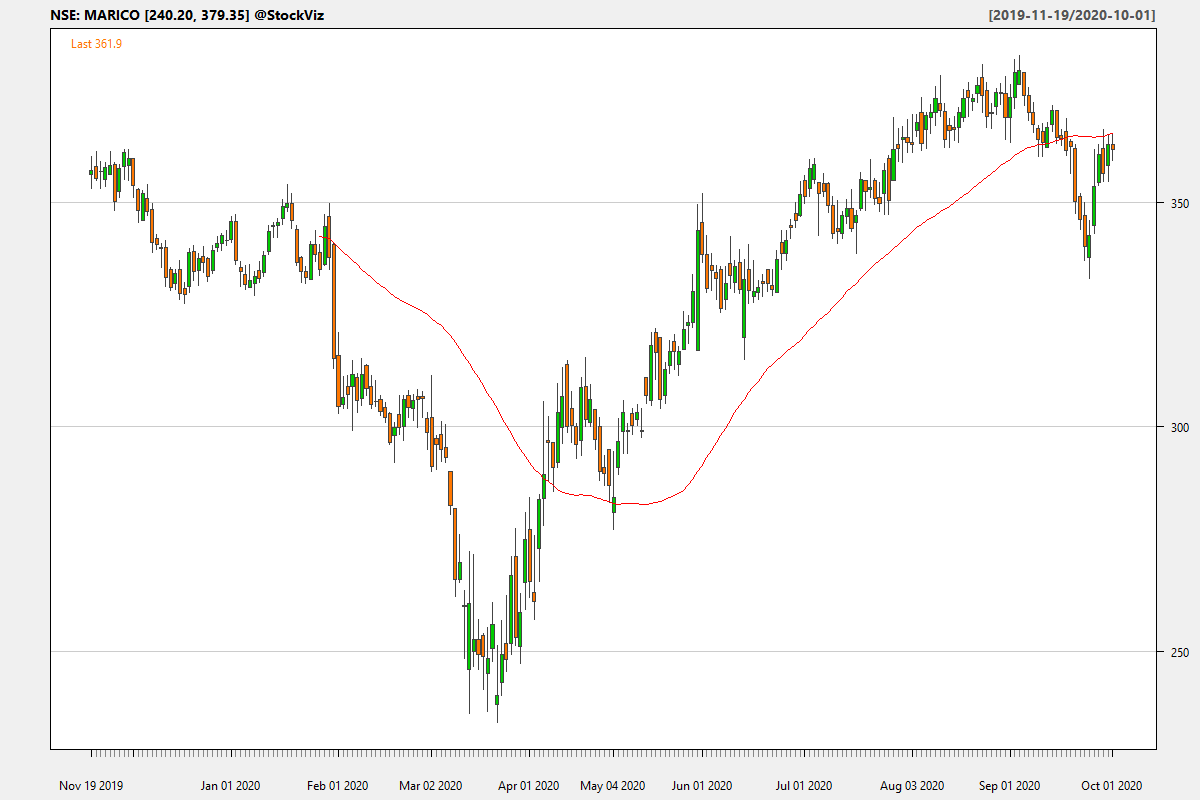 NSE: MARICO [240.20, 379.35] @StockViz [2019-11-19/2020-10-01]
Last 361.9
350
300
250
Nov 19 2019 Jan 01 2020 Feb 01 2020 Mar 02 2020 Apr 01 2020 May 04 2020 Jun 01 2020 Jul 01 2020 Aug 03 2020 Sep 01 2020 Oct 01 2020